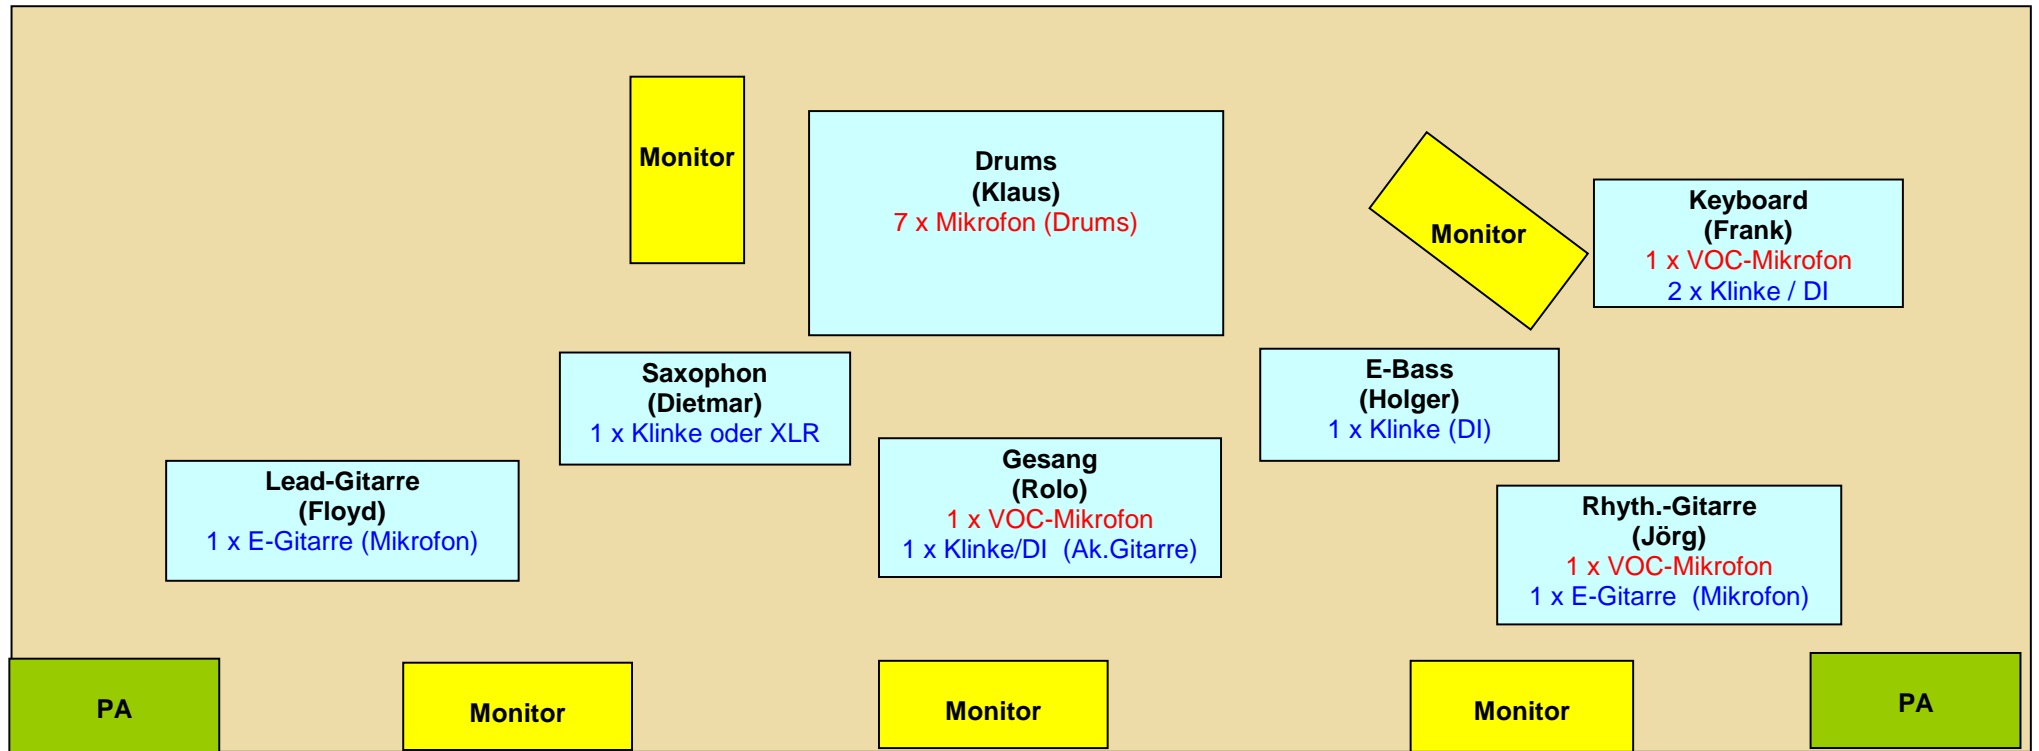 Monitor
Drums
(Klaus)
7 x Mikrofon (Drums)
Monitor
Keyboard
(Frank)
1 x VOC-Mikrofon
2 x Klinke / DI
Saxophon
(Dietmar)
1 x Klinke oder XLR
E-Bass
(Holger)
1 x Klinke (DI)
Lead-Gitarre
(Floyd)
1 x E-Gitarre (Mikrofon)
Gesang
(Rolo)
1 x VOC-Mikrofon
1 x Klinke/DI (Ak.Gitarre)
Rhyth.-Gitarre
(Jörg)
1 x VOC-Mikrofon
1 x E-Gitarre (Mikrofon)
PA
Monitor
Monitor
Monitor
PA